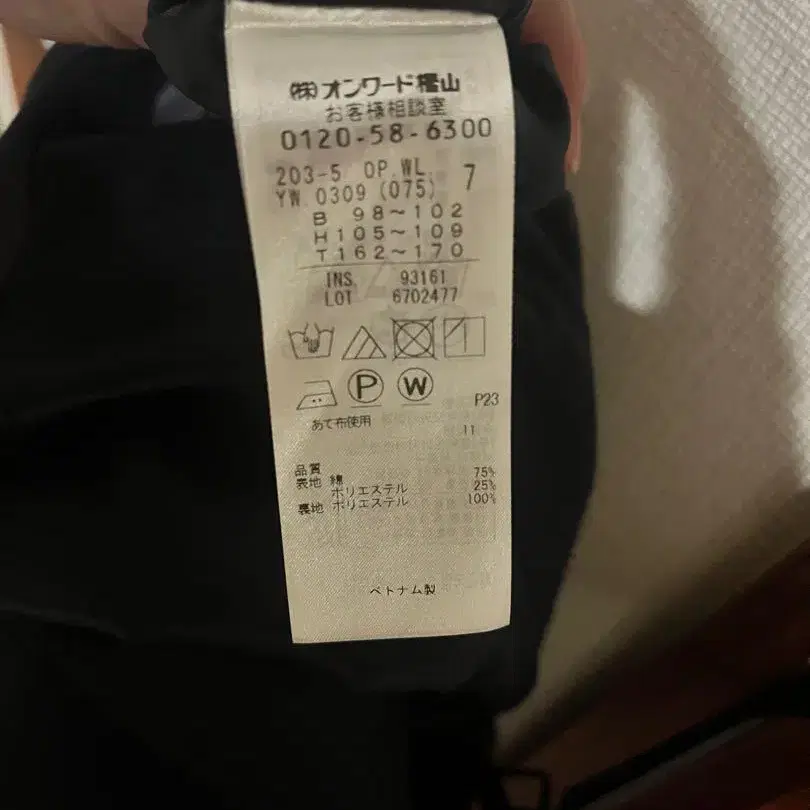 ㈱オンワード樫山
お客様相談室
0120-58-6300
203-5 OP.WL.
YW.0309 (075) 7
B 98~102
H 105~109
T 162~170
INS. 93161
LOT 6702477
P W
P23
あて布使用
11
品質
表地 綿 75%
ポリエステル 25%
裏地 ポリエステル 100%
ベトナム製